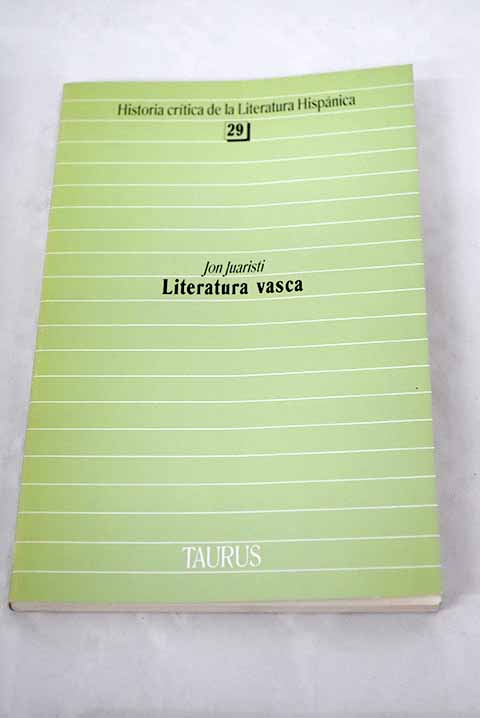 Historia crítica de la Literatura Hispánica
29
Jon Juaristi
Literatura vasca
TAURUS